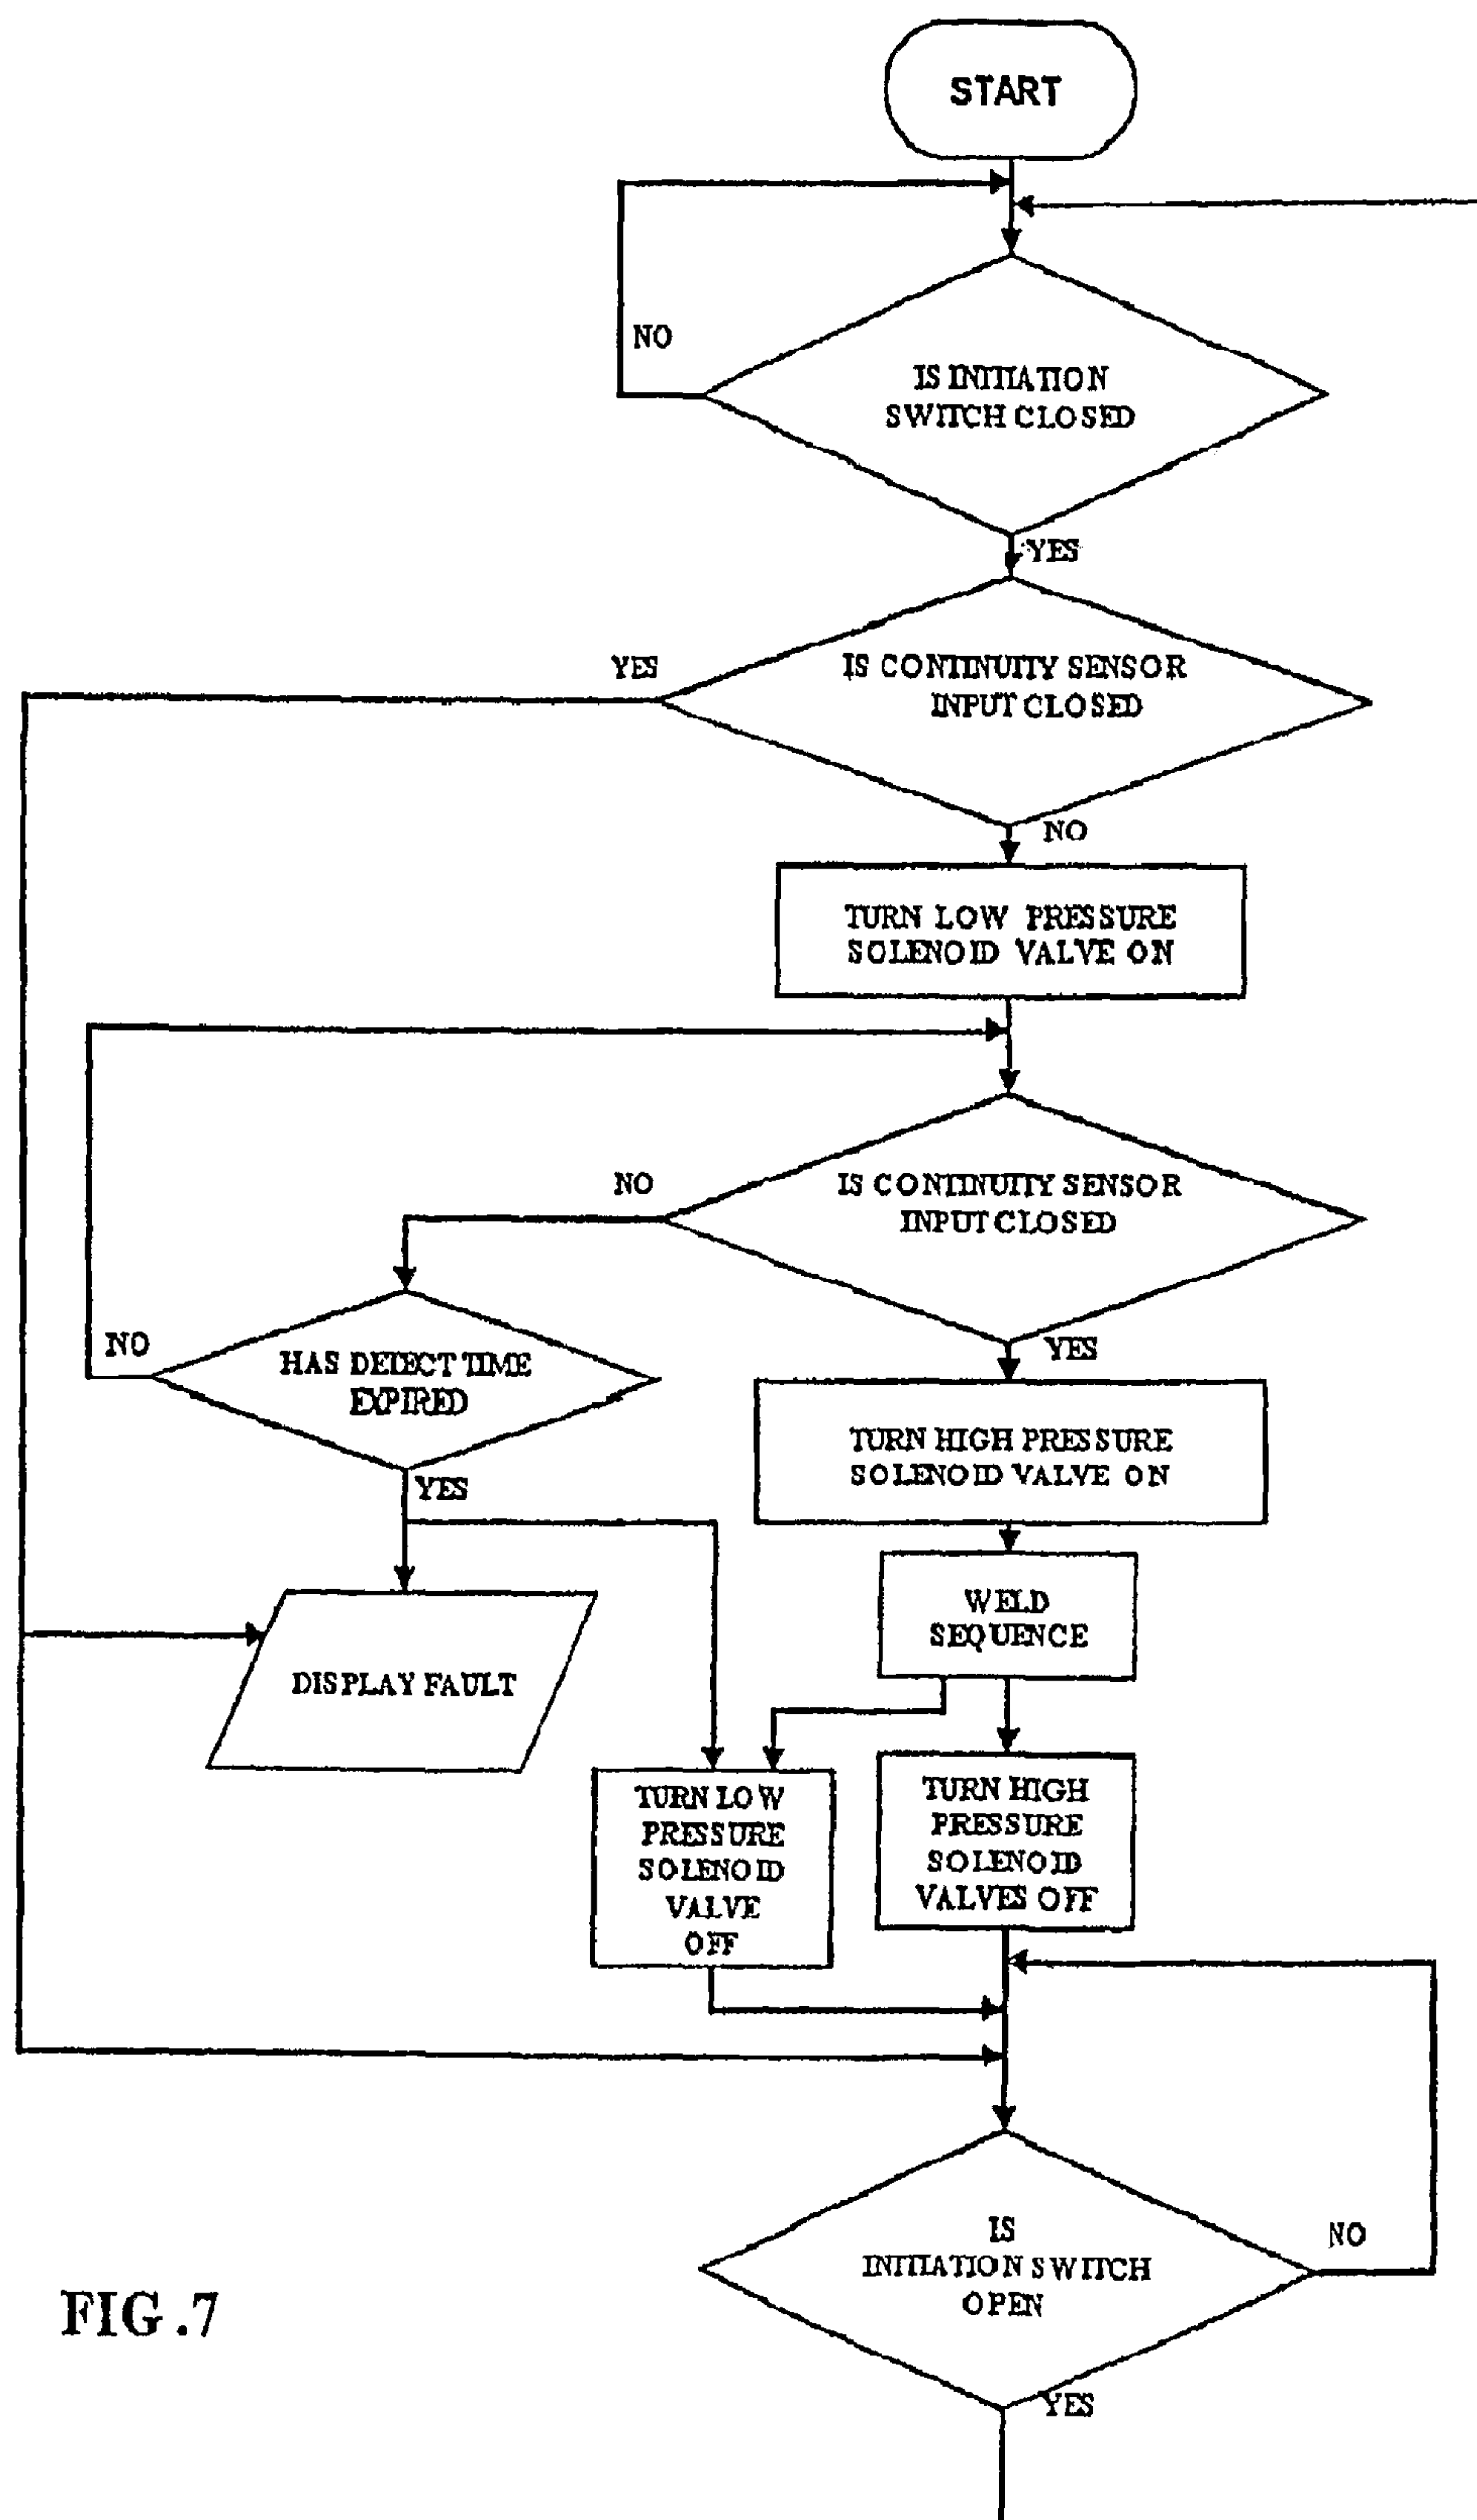 START
NO
IS INITIATION
SWITCH CLOSED
YES
YES
IS CONTINUITY SENSOR
INPUT CLOSED
NO
TURN LOW PRESSURE
SOLENOID VALVE ON
NO
IS CONTINUITY SENSOR
INPUT CLOSED
NO
HAS DETECT TIME
EXPIRED
YES
YES
TURN HIGH PRESSURE
SOLENOID VALVE ON
WELD
SEQUENCE
DISPLAY FAULT
TURN LOW
PRESSURE
SOLENOID
VALVE
OFF
TURN HIGH
PRESSURE
SOLENOID
VALVES OFF
IS
INITIATION SWITCH
OPEN
NO
YES
FIG.7